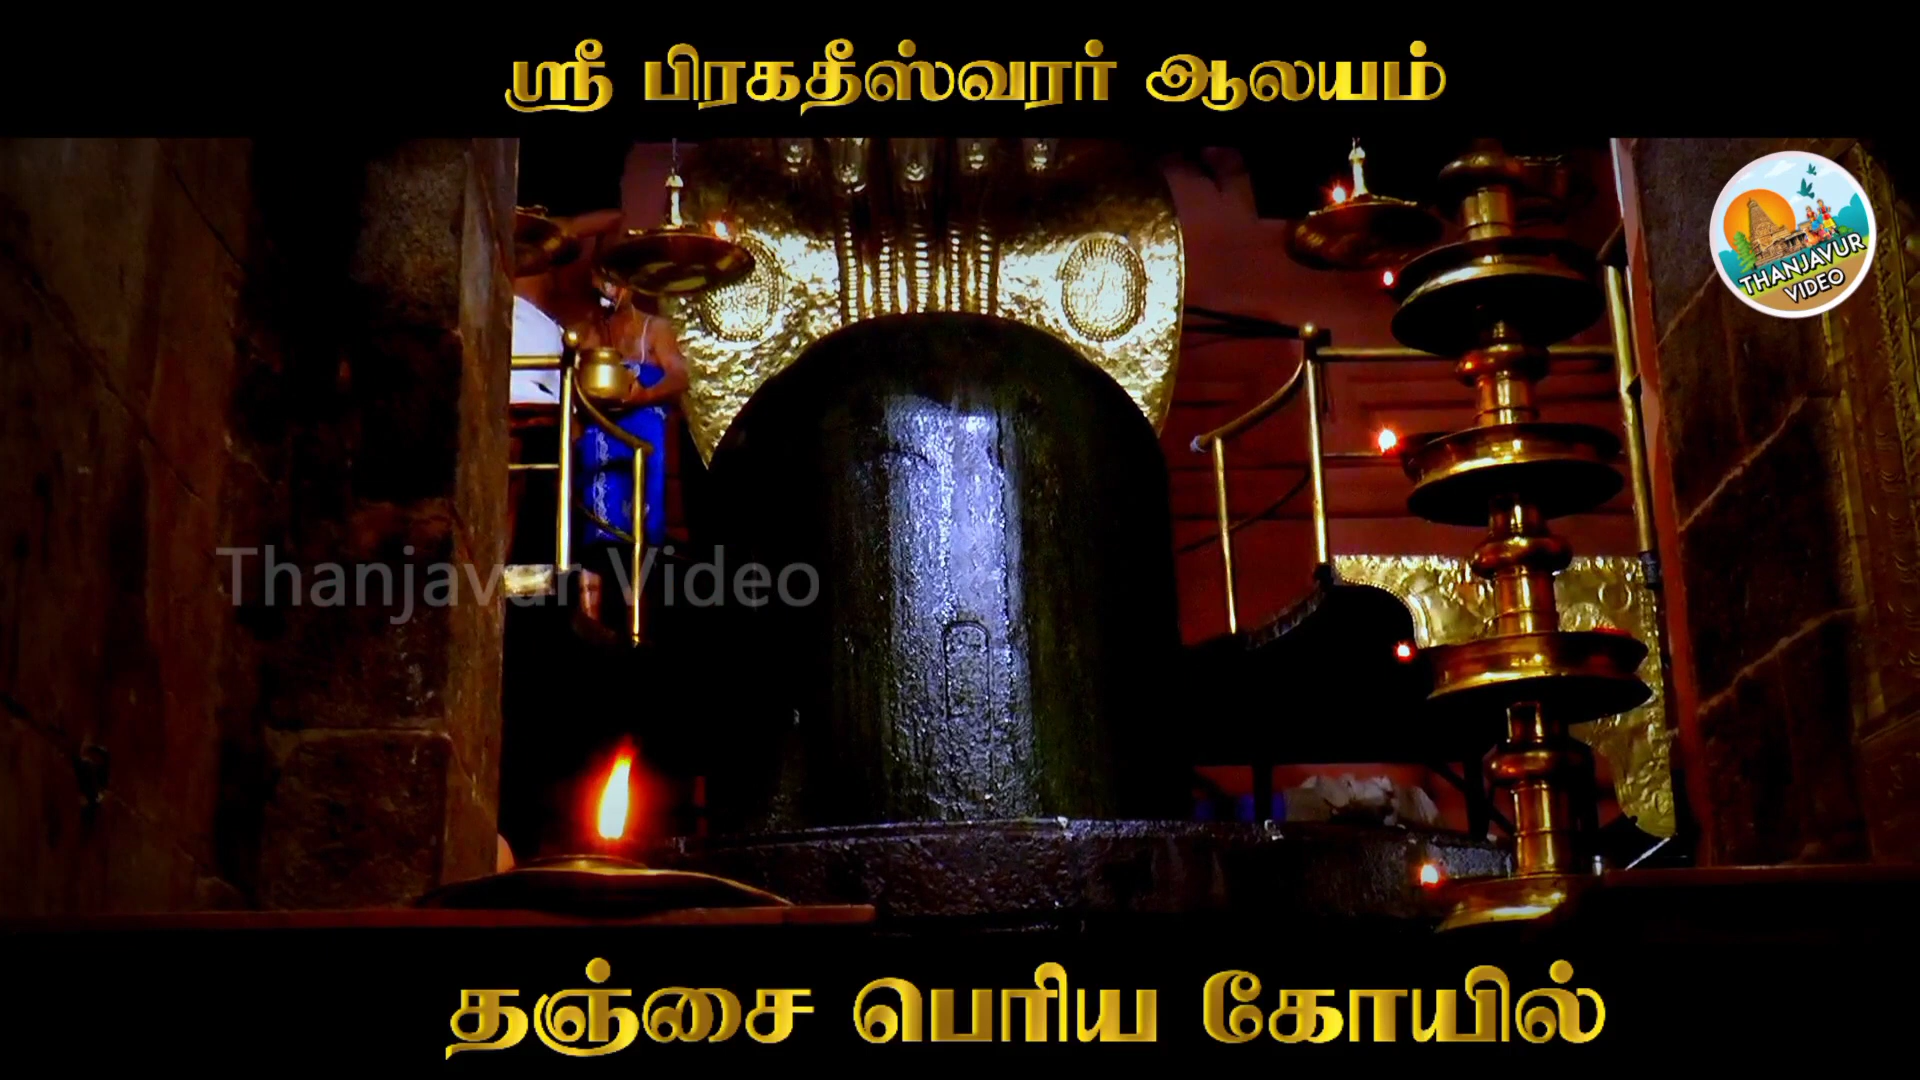 ஸ்ரீ பிரகதீஸ்வரர் ஆலயம்
THANJAVUR
VIDEO
Thanjavur Video
தஞ்சை பெரிய கோயில்